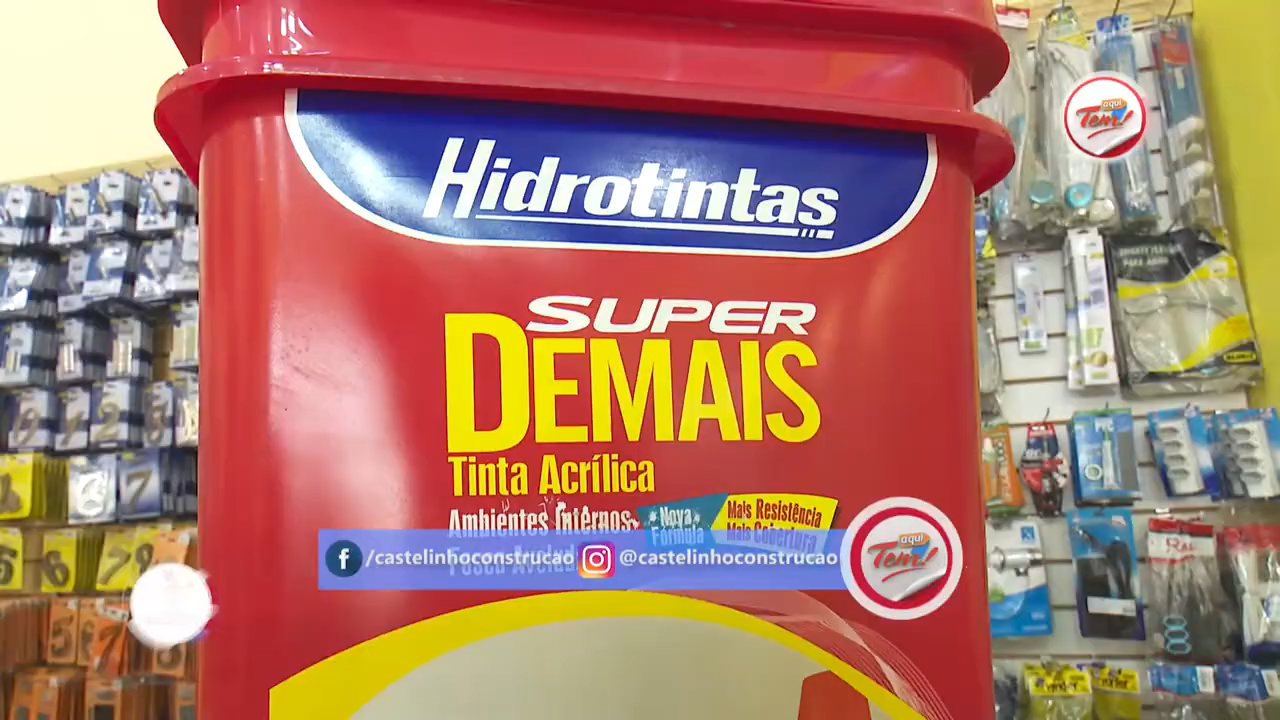 Hidrotintas
SUPER
DEMAIS
Tinta Acrílica
Ambientes Internos
Nova
Fórmula
Mais Resistência
Mais Cobertura
/castelinhoconstrucao
@castelinhoconstrucao
aqui
Tem!
aqui
Tem!